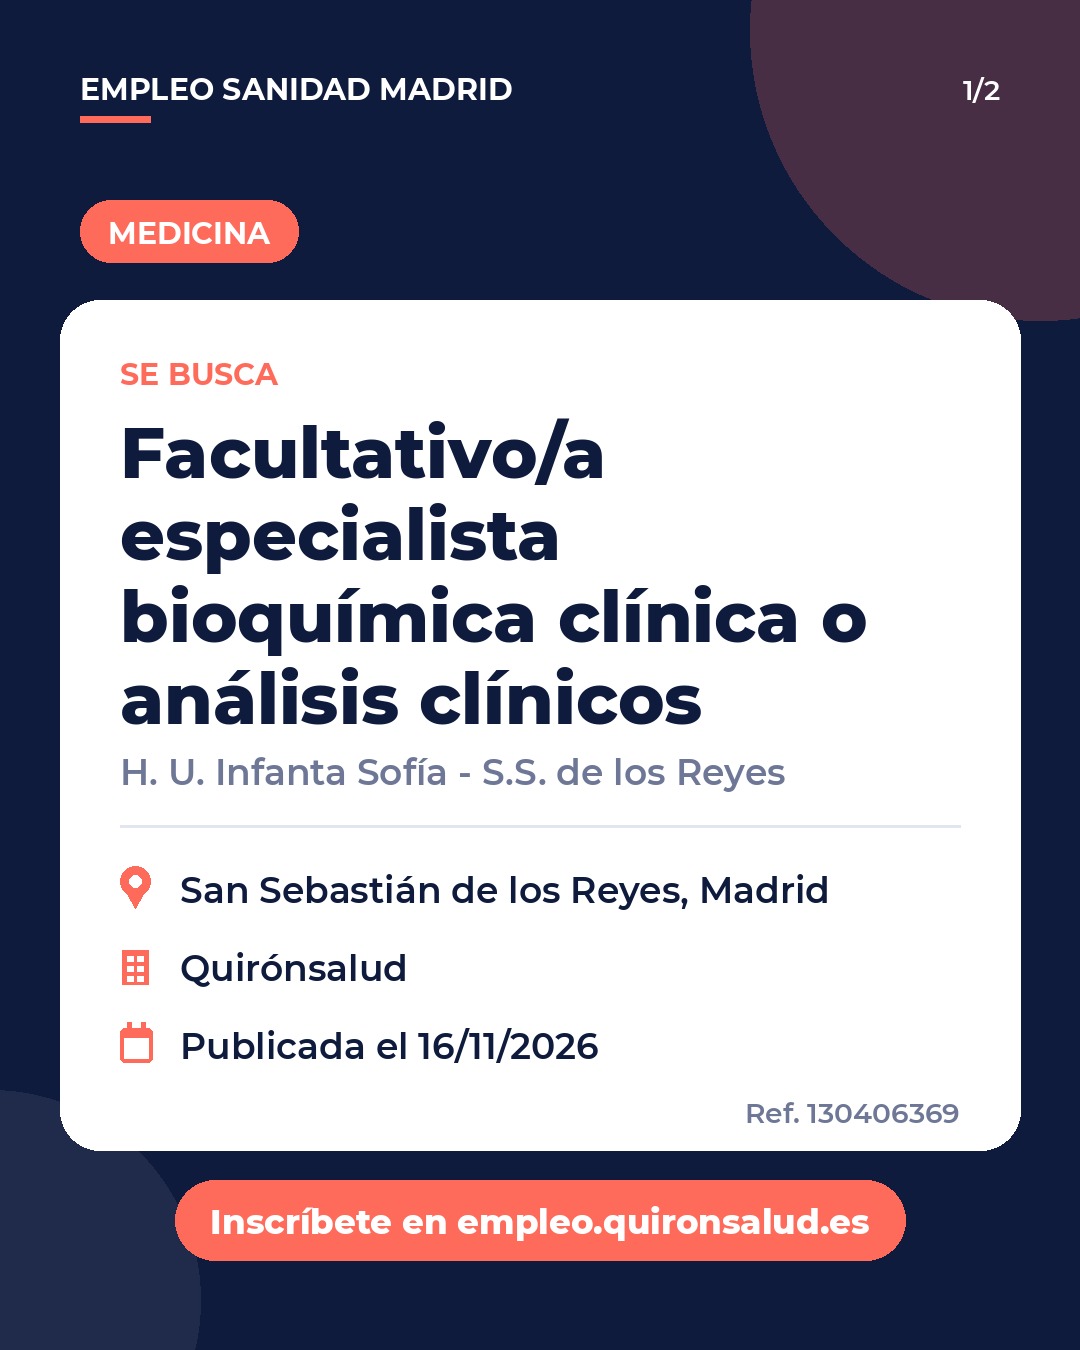 EMPLEO SANIDAD MADRID
1/2
MEDICINA
SE BUSCA
Facultativo/a
especialista
bioquímica clínica o
análisis clínicos
H. U. Infanta Sofía - S.S. de los Reyes
San Sebastián de los Reyes, Madrid
Quirónsalud
Publicada el 16/11/2026
Ref. 130406369
Inscríbete en empleo.quironsalud.es